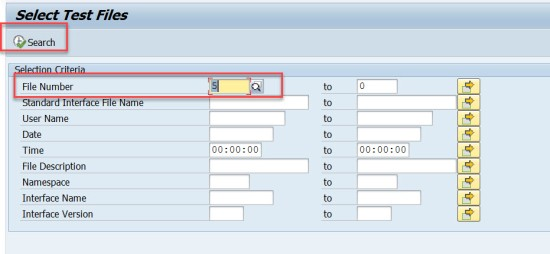 Select Test Files
Search
Selection Criteria
File Number 5 to 0
Standard Interface File Name to
User Name to
Date to
Time 00:00:00 to 00:00:00
File Description to
Namespace to
Interface Name to
Interface Version to